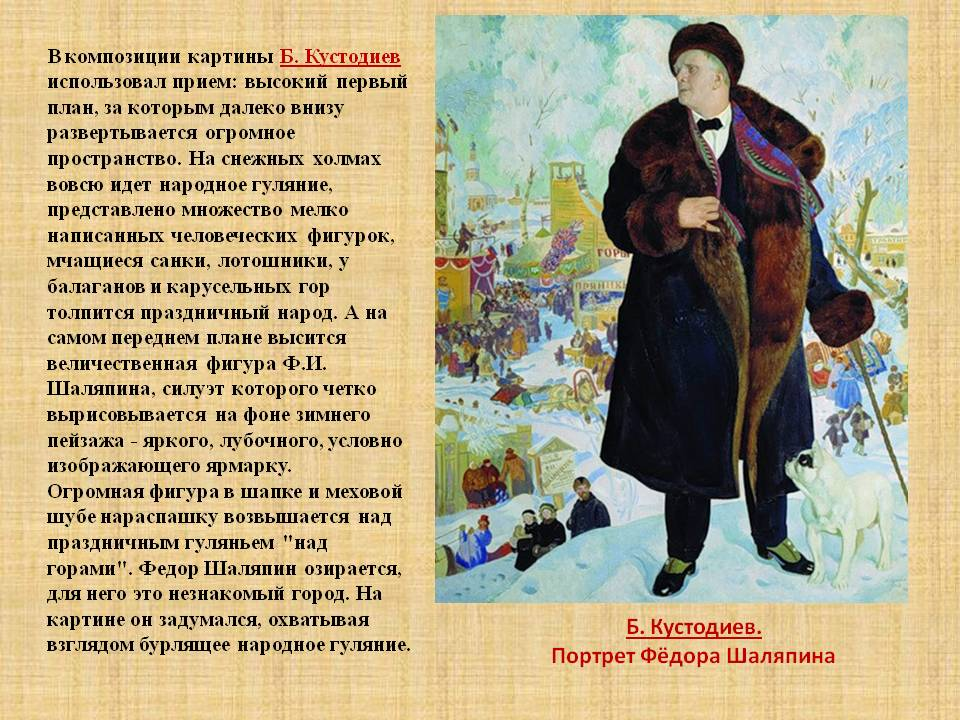 В композиции картины Б. Кустодиев
использовал прием: высокий первый
план, за которым далеко внизу
развертывается огромное
пространство. На снежных холмах
вовсю идет народное гуляние,
представлено множество мелко
написанных человеческих фигурок,
мчащиеся санки, лотошники, у
балаганов и карусельных гор
толпится праздничный народ. А на
самом переднем плане высится
величественная фигура Ф.И.
Шаляпина, силуэт которого четко
вырисовывается на фоне зимнего
пейзажа - яркого, лубочного, условно
изображающего ярмарку.
Огромная фигура в шапке и меховой
шубе нараспашку возвышается над
праздничным гуляньем "над
горами". Федор Шаляпин озирается,
для него это незнакомый город. На
картине он задумался, охватывая
взглядом бурлящее народное гуляние.
ГОРЫ
ПРЯНИКИ
Б. Кустодиев.
Портрет Фёдора Шаляпина